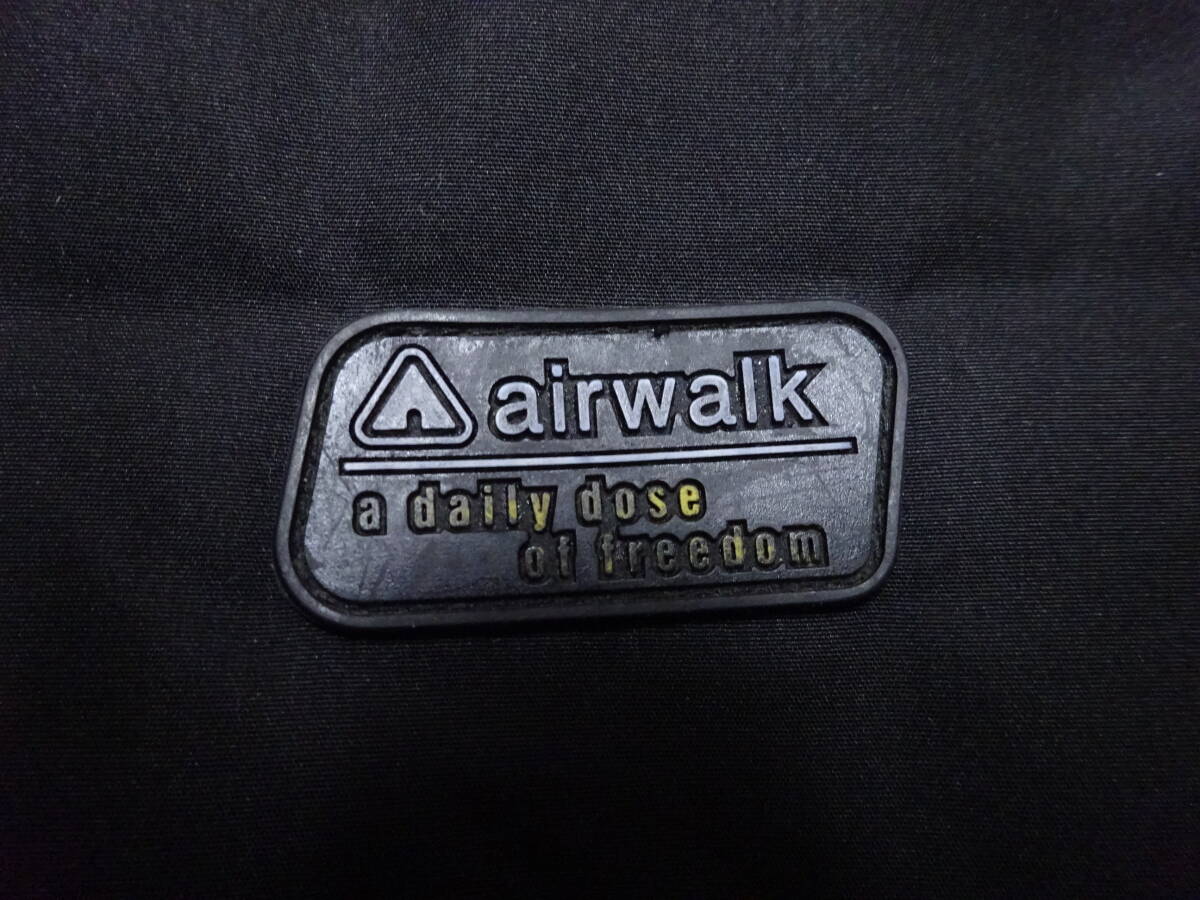 airwalk
a daily dose
of freedom